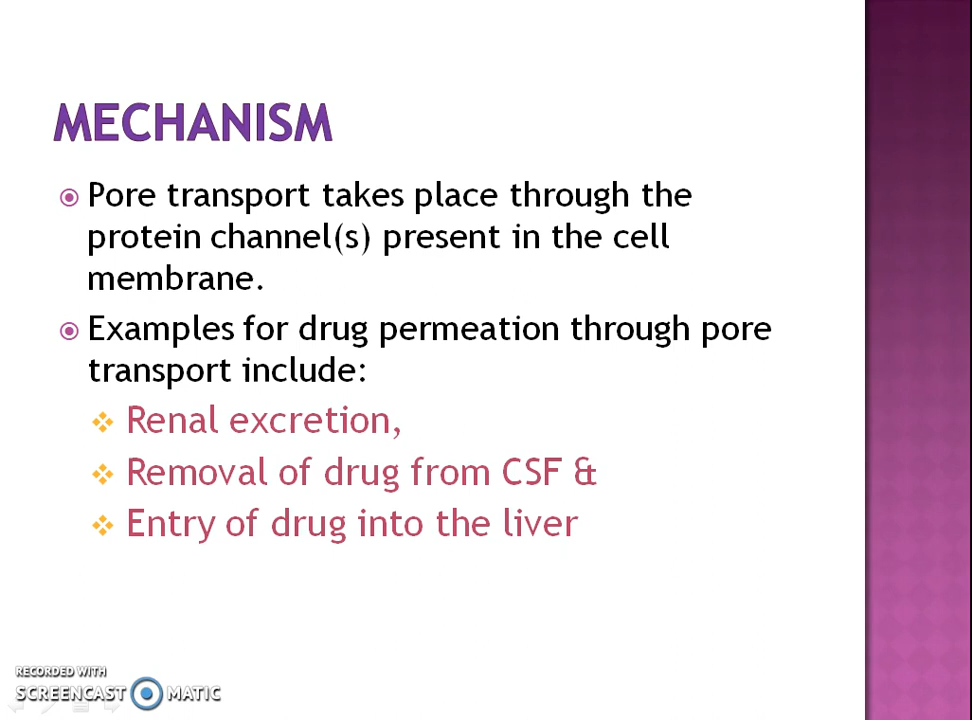 MECHANISM
Pore transport takes place through the
protein channel(s) present in the cell
membrane.
Examples for drug permeation through pore
transport include:
Renal excretion,
Removal of drug from CSF &
Entry of drug into the liver
RECORDED WITH
SCREENCAST MATIC